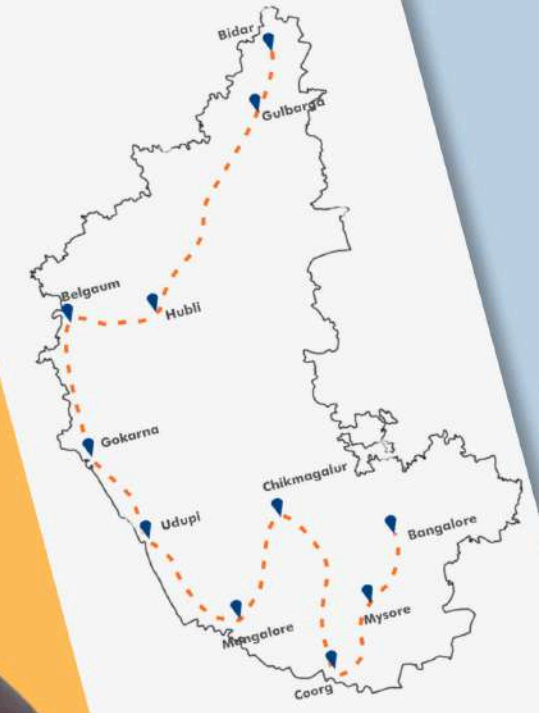 Bidar
Gulbarga
Belgaum
Hubli
Gokarna
Udupi
Chikmagalur
Bangalore
Mangalore
Mysore
Coorg